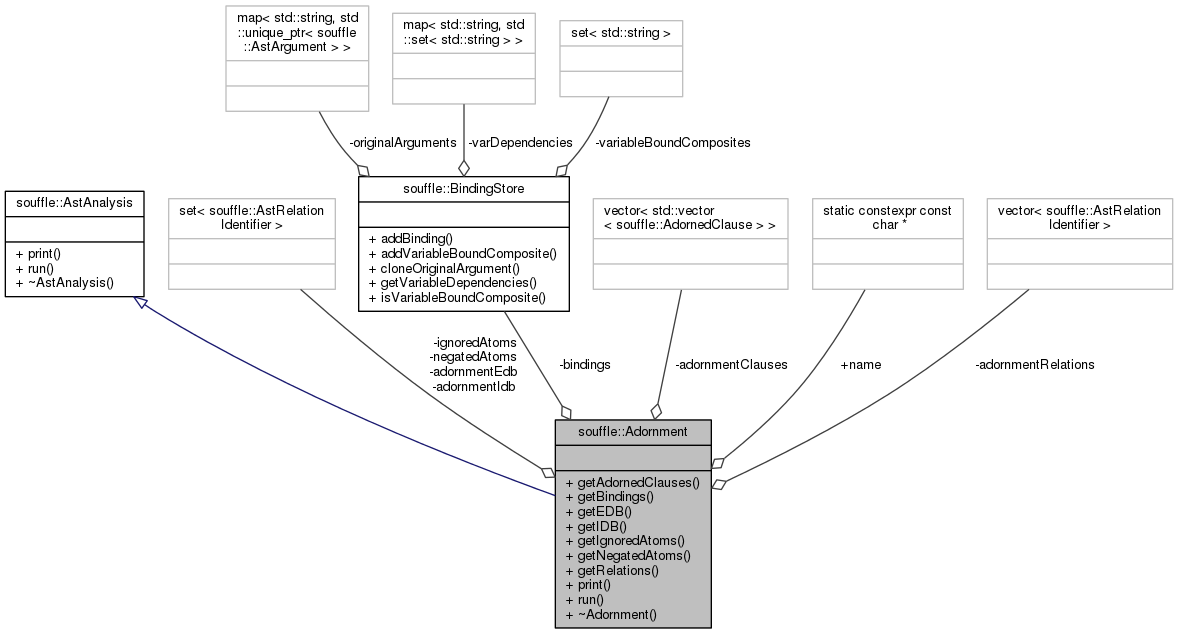 map< std::string, std
::unique_ptr< souffle
::AstArgument > >
map< std::string, std
::set< std::string > >
set< std::string >
-originalArguments
-varDependencies
-variableBoundComposites
souffle::AstAnalysis
+ print()
+ run()
+ ~AstAnalysis()
set< souffle::AstRelation
Identifier >
souffle::BindingStore
+ addBinding()
+ addVariableBoundComposite()
+ cloneOriginalArgument()
+ getVariableDependencies()
+ isVariableBoundComposite()
vector< std::vector
< souffle::AdornedClause > >
static constexpr const
char *
vector< souffle::AstRelation
Identifier >
-ignoredAtoms
-negatedAtoms
-adornmentEdb
-adornmentIdb
-bindings
-adornmentClauses
+name
-adornmentRelations
souffle::Adornment
+ getAdornedClauses()
+ getBindings()
+ getEDB()
+ getIDB()
+ getIgnoredAtoms()
+ getNegatedAtoms()
+ getRelations()
+ print()
+ run()
+ ~Adornment()